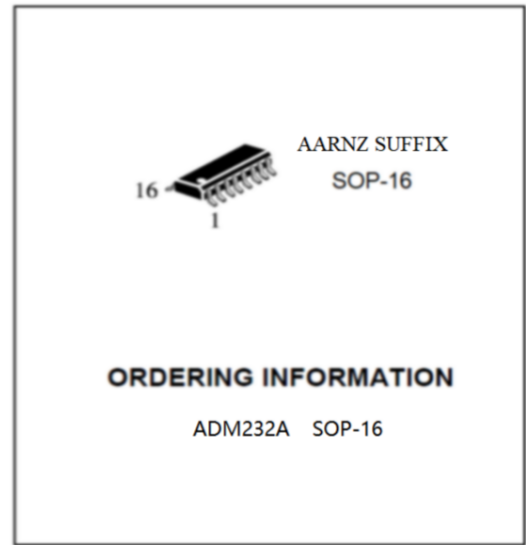 AARNZ SUFFIX
SOP-16
16
1
ORDERING INFORMATION
ADM232A SOP-16